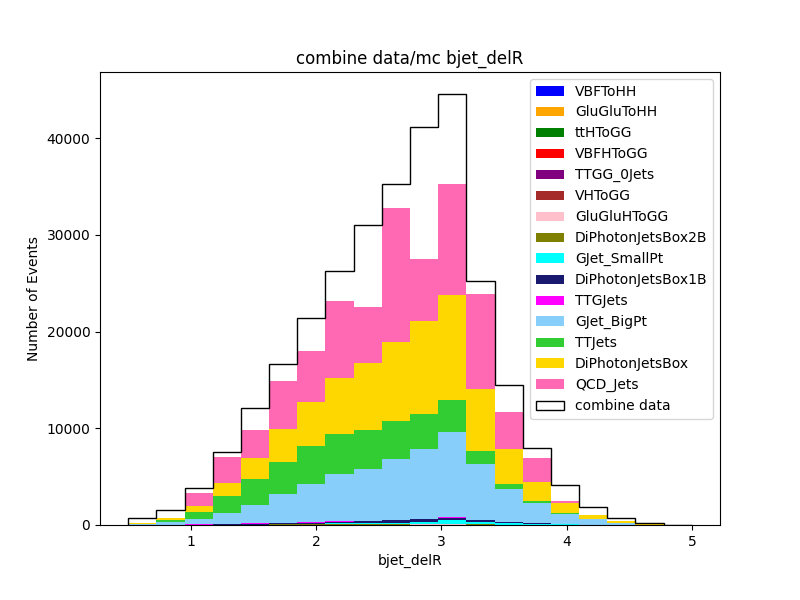 combine data/mc bjet_delR
Number of Events
40000
30000
20000
10000
0
1
2
3
4
5
bjet_delR
VBFToHH
GluGluToHH
ttHToGG
VBFHToGG
TTGG_0Jets
VHToGG
GluGluHToGG
DiPhotonJetsBox2B
GJet_SmallPt
DiPhotonJetsBox1B
TTGJets
GJet_BigPt
TTJets
DiPhotonJetsBox
QCD_Jets
combine data